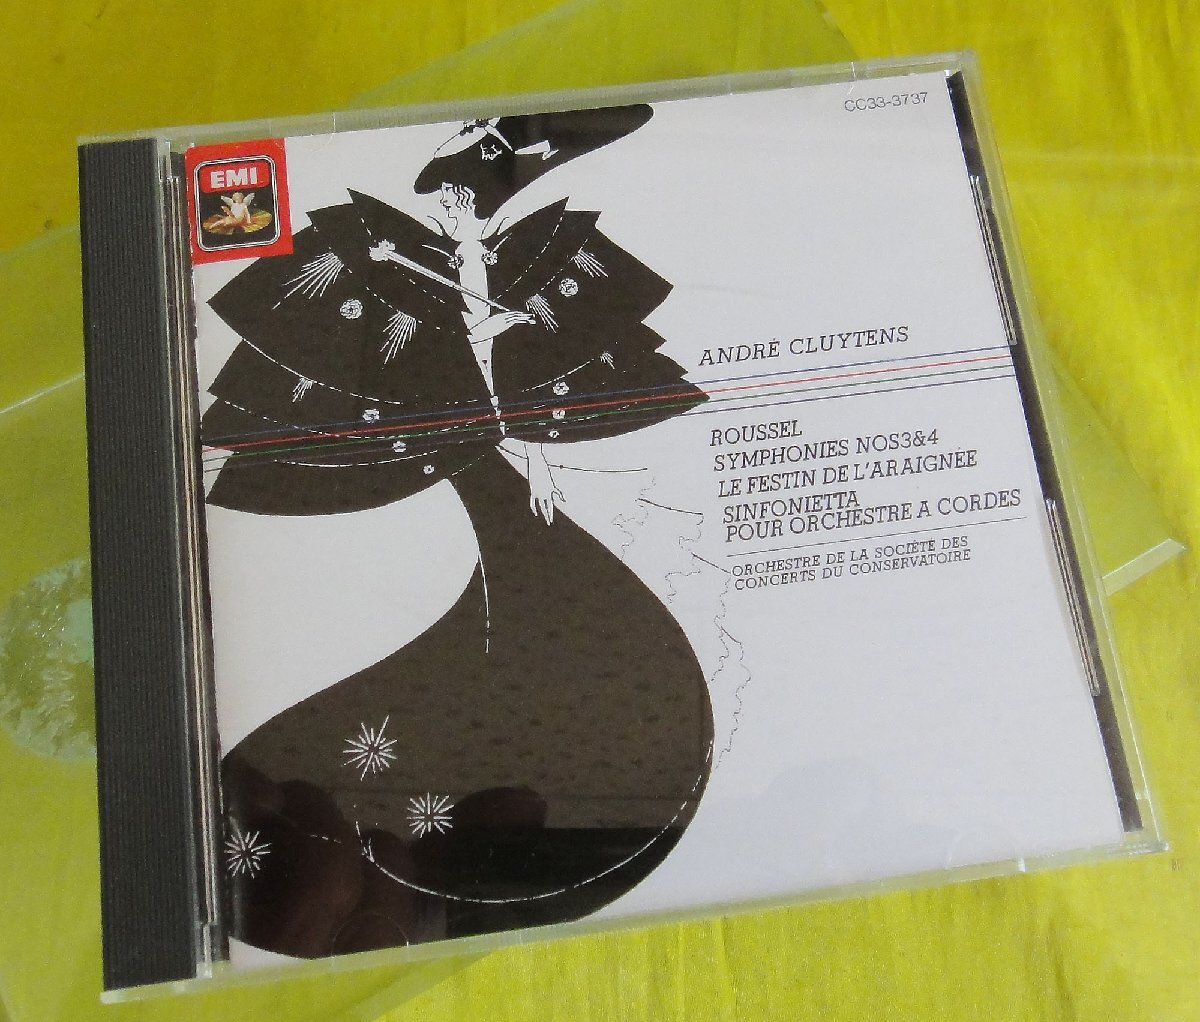 CC33-3737
EMI
ANDRÉ CLUYTENS
ROUSSEL
SYMPHONIES NOS3&4
LE FESTIN DE L'ARAIGNÉE
SINFONIETTA
POUR ORCHESTRE A CORDES
ORCHESTRE DE LA SOCIÉTÉ DES
CONCERTS DU CONSERVATOIRE